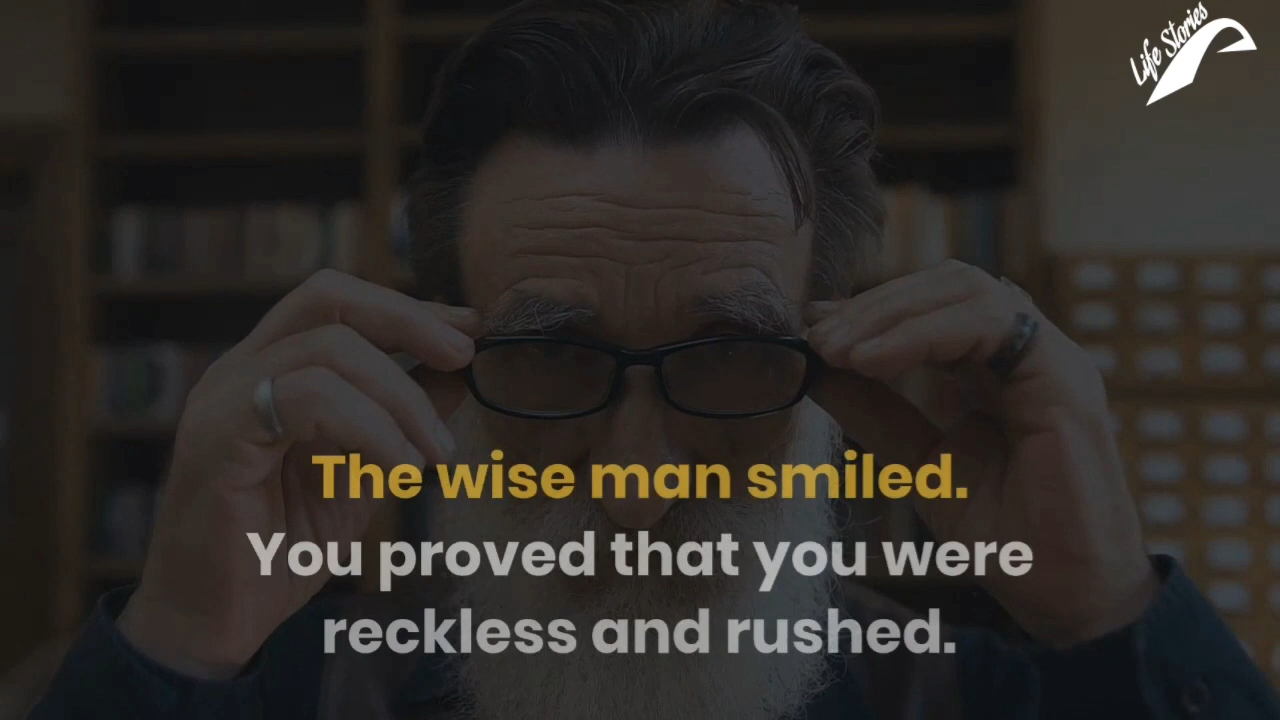 Life Stories
The wise man smiled.
You proved that you were
reckless and rushed.